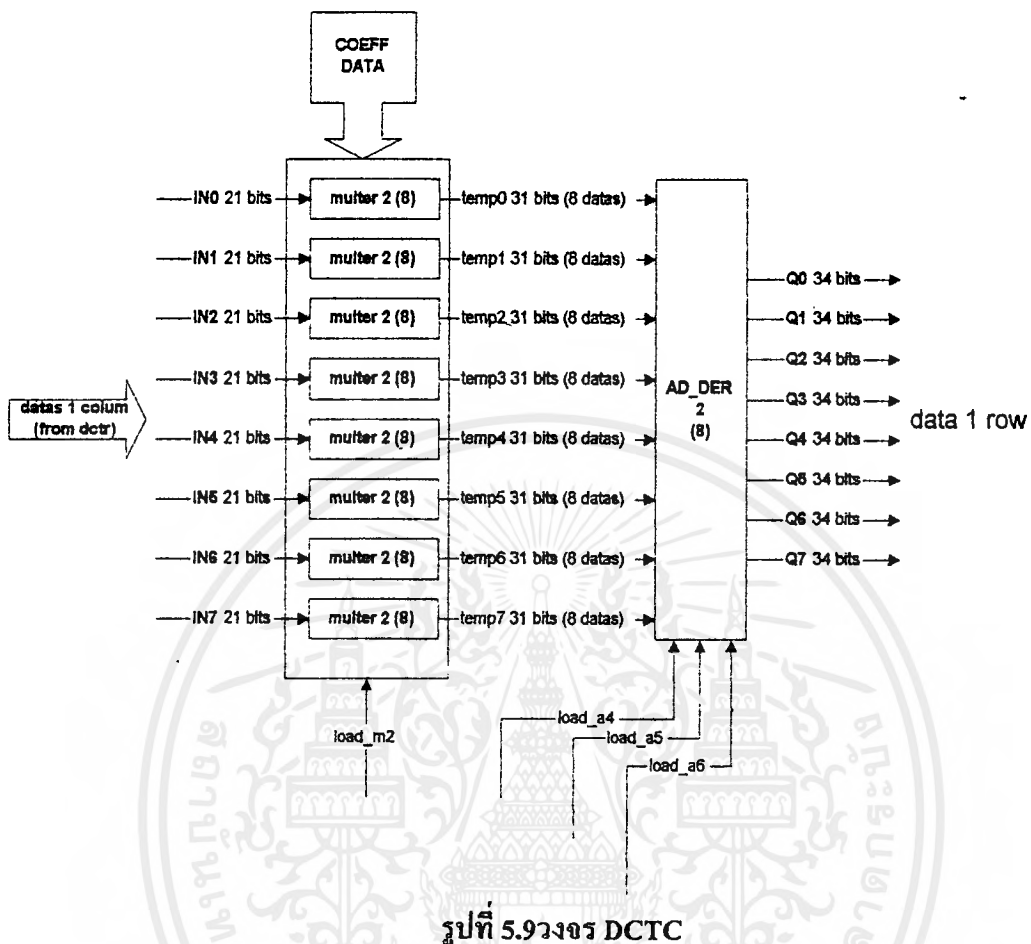 COEFF
DATA
IN0 21 bits
multer 2 (8)
temp0 31 bits (8 datas)
IN1 21 bits
multer 2 (8)
temp1 31 bits (8 datas)
Q0 34 bits
IN2 21 bits
multer 2 (8)
temp2 31 bits (8 datas)
Q1 34 bits
Q2 34 bits
IN3 21 bits
multer 2 (8)
temp3 31 bits (8 datas)
AD_DER
2
(8)
Q3 34 bits
datas 1 colum
(from dctr)
IN4 21 bits
multer 2 (8)
temp4 31 bits (8 datas)
Q4 34 bits
data 1 row
IN5 21 bits
multer 2 (8)
temp5 31 bits (8 datas)
Q5 34 bits
IN6 21 bits
multer 2 (8)
temp6 31 bits (8 datas)
Q6 34 bits
IN7 21 bits
multer 2 (8)
temp7 31 bits (8 datas)
Q7 34 bits
load_m2
load_a4
load_a5
load_a6
รูปที่ 5.9วงจร DCTC